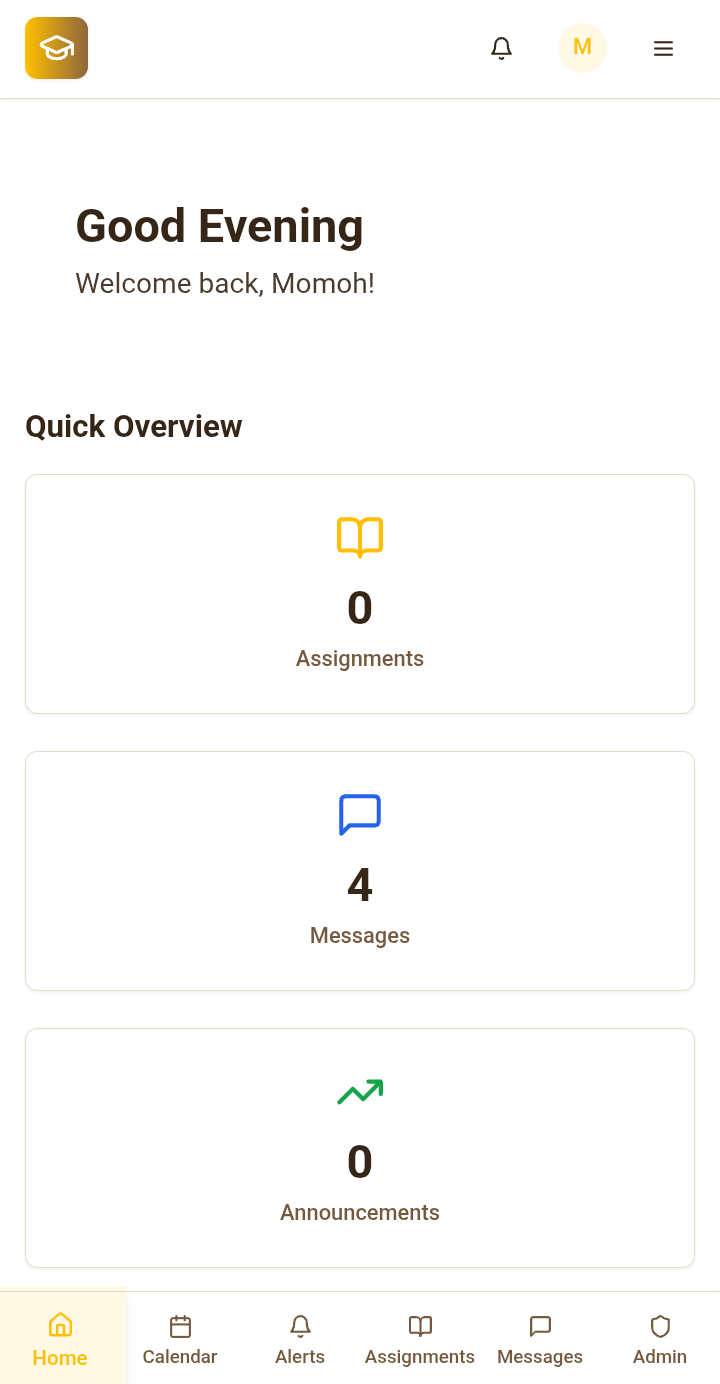 M
Good Evening
Welcome back, Momoh!
Quick Overview
0
Assignments
4
Messages
0
Announcements
Home Calendar Alerts Assignments Messages Admin